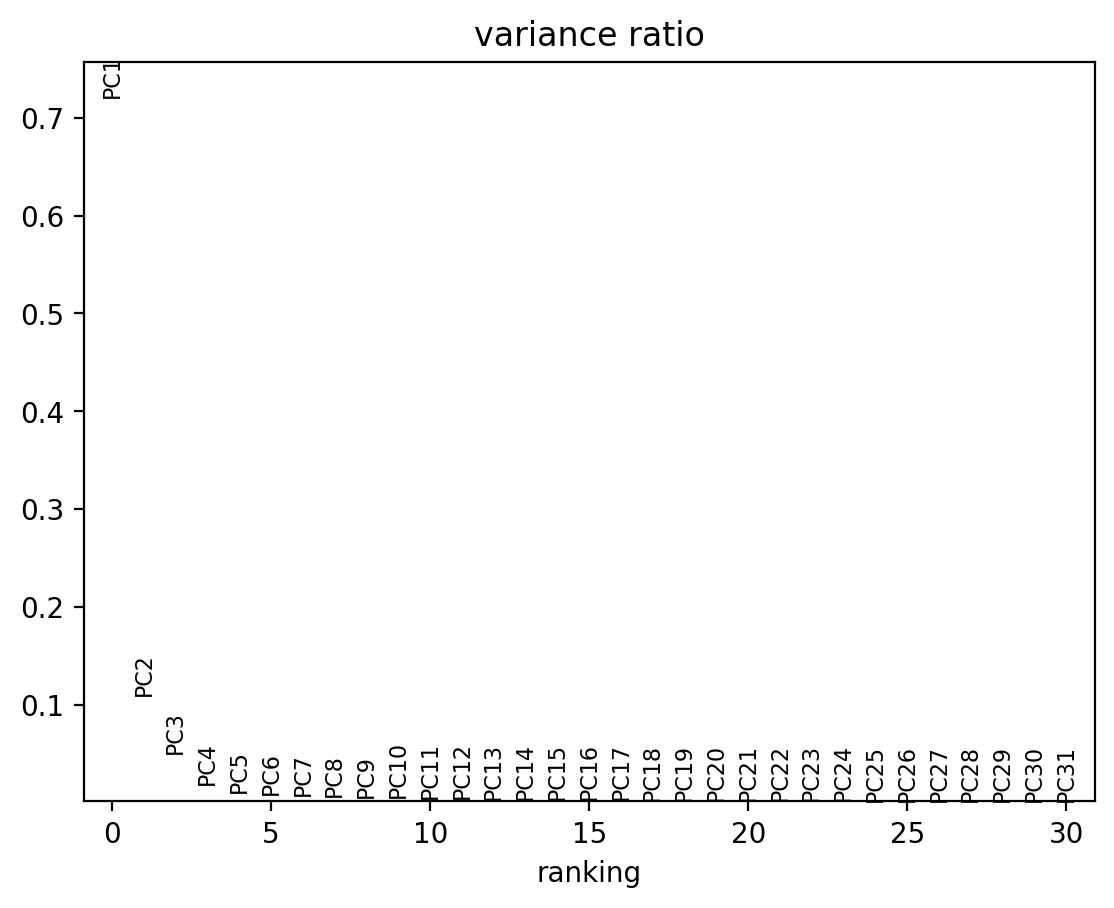 variance ratio
0.7
0.6
0.5
0.4
0.3
0.2
0.1
PC1
PC2
PC3
PC4
PC5
PC6
PC7
PC8
PC9
PC10
PC11
PC12
PC13
PC14
PC15
PC16
PC17
PC18
PC19
PC20
PC21
PC22
PC23
PC24
PC25
PC26
PC27
PC28
PC29
PC30
PC31
0 5 10 15 20 25 30
ranking